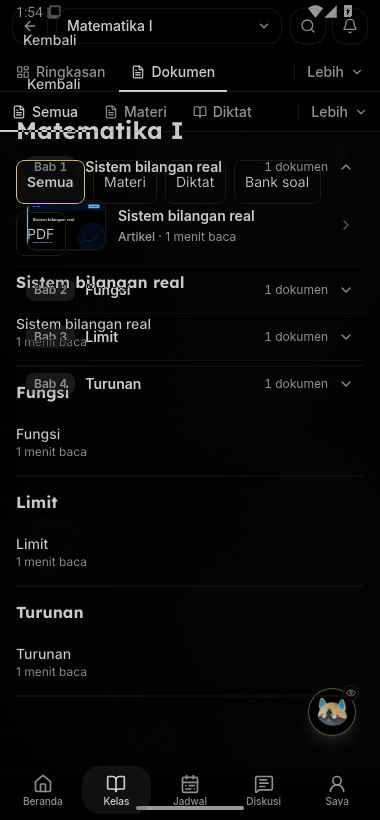 1:54
Matematika I
Kembali
Ringkasan
Dokumen
Lebih
Kembali
Semua
Materi
Diktat
Lebih
Matematika I
Bab 1
Sistem bilangan real
1 dokumen
Semua
Materi
Diktat
Bank soal
Sistem bilangan real
PDF
Artikel · 1 menit baca
Sistem bilangan real
Bab 2
Fungsi
1 dokumen
Sistem bilangan real
Bab 3
Limit
1 dokumen
1 menit baca
Bab 4
Turunan
1 dokumen
Fungsi
Fungsi
1 menit baca
Limit
Limit
1 menit baca
Turunan
Turunan
1 menit baca
Beranda
Kelas
Jadwal
Diskusi
Saya